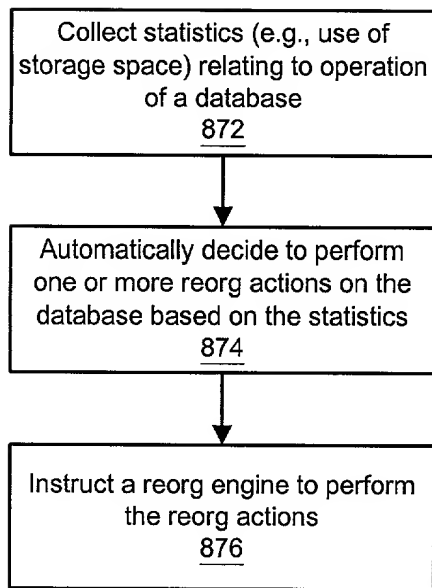 Collect statistics (e.g., use of
storage space) relating to operation
of a database
872
Automatically decide to perform
one or more reorg actions on the
database based on the statistics
874
Instruct a reorg engine to perform
the reorg actions
876